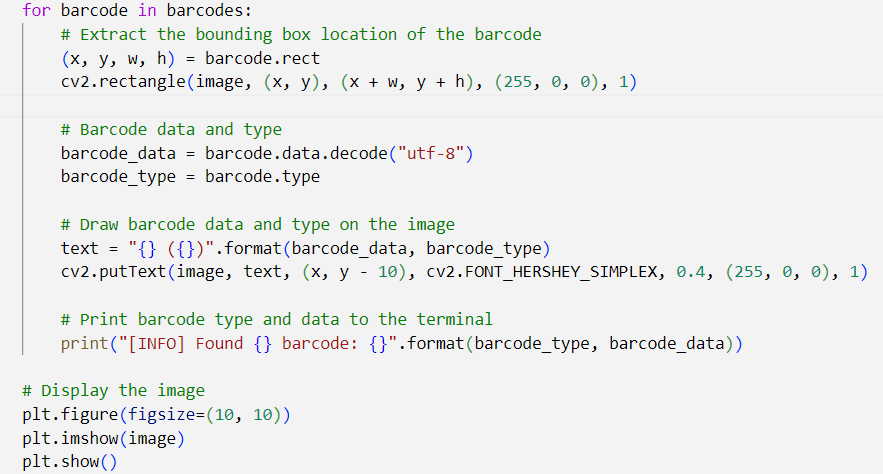 for barcode in barcodes:
    # Extract the bounding box location of the barcode
    (x, y, w, h) = barcode.rect
    cv2.rectangle(image, (x, y), (x + w, y + h), (255, 0, 0), 1)

    # Barcode data and type
    barcode_data = barcode.data.decode("utf-8")
    barcode_type = barcode.type

    # Draw barcode data and type on the image
    text = "{} ({})".format(barcode_data, barcode_type)
    cv2.putText(image, text, (x, y - 10), cv2.FONT_HERSHEY_SIMPLEX, 0.4, (255, 0, 0), 1)

    # Print barcode type and data to the terminal
    print("[INFO] Found {} barcode: {}".format(barcode_type, barcode_data))

# Display the image
plt.figure(figsize=(10, 10))
plt.imshow(image)
plt.show()